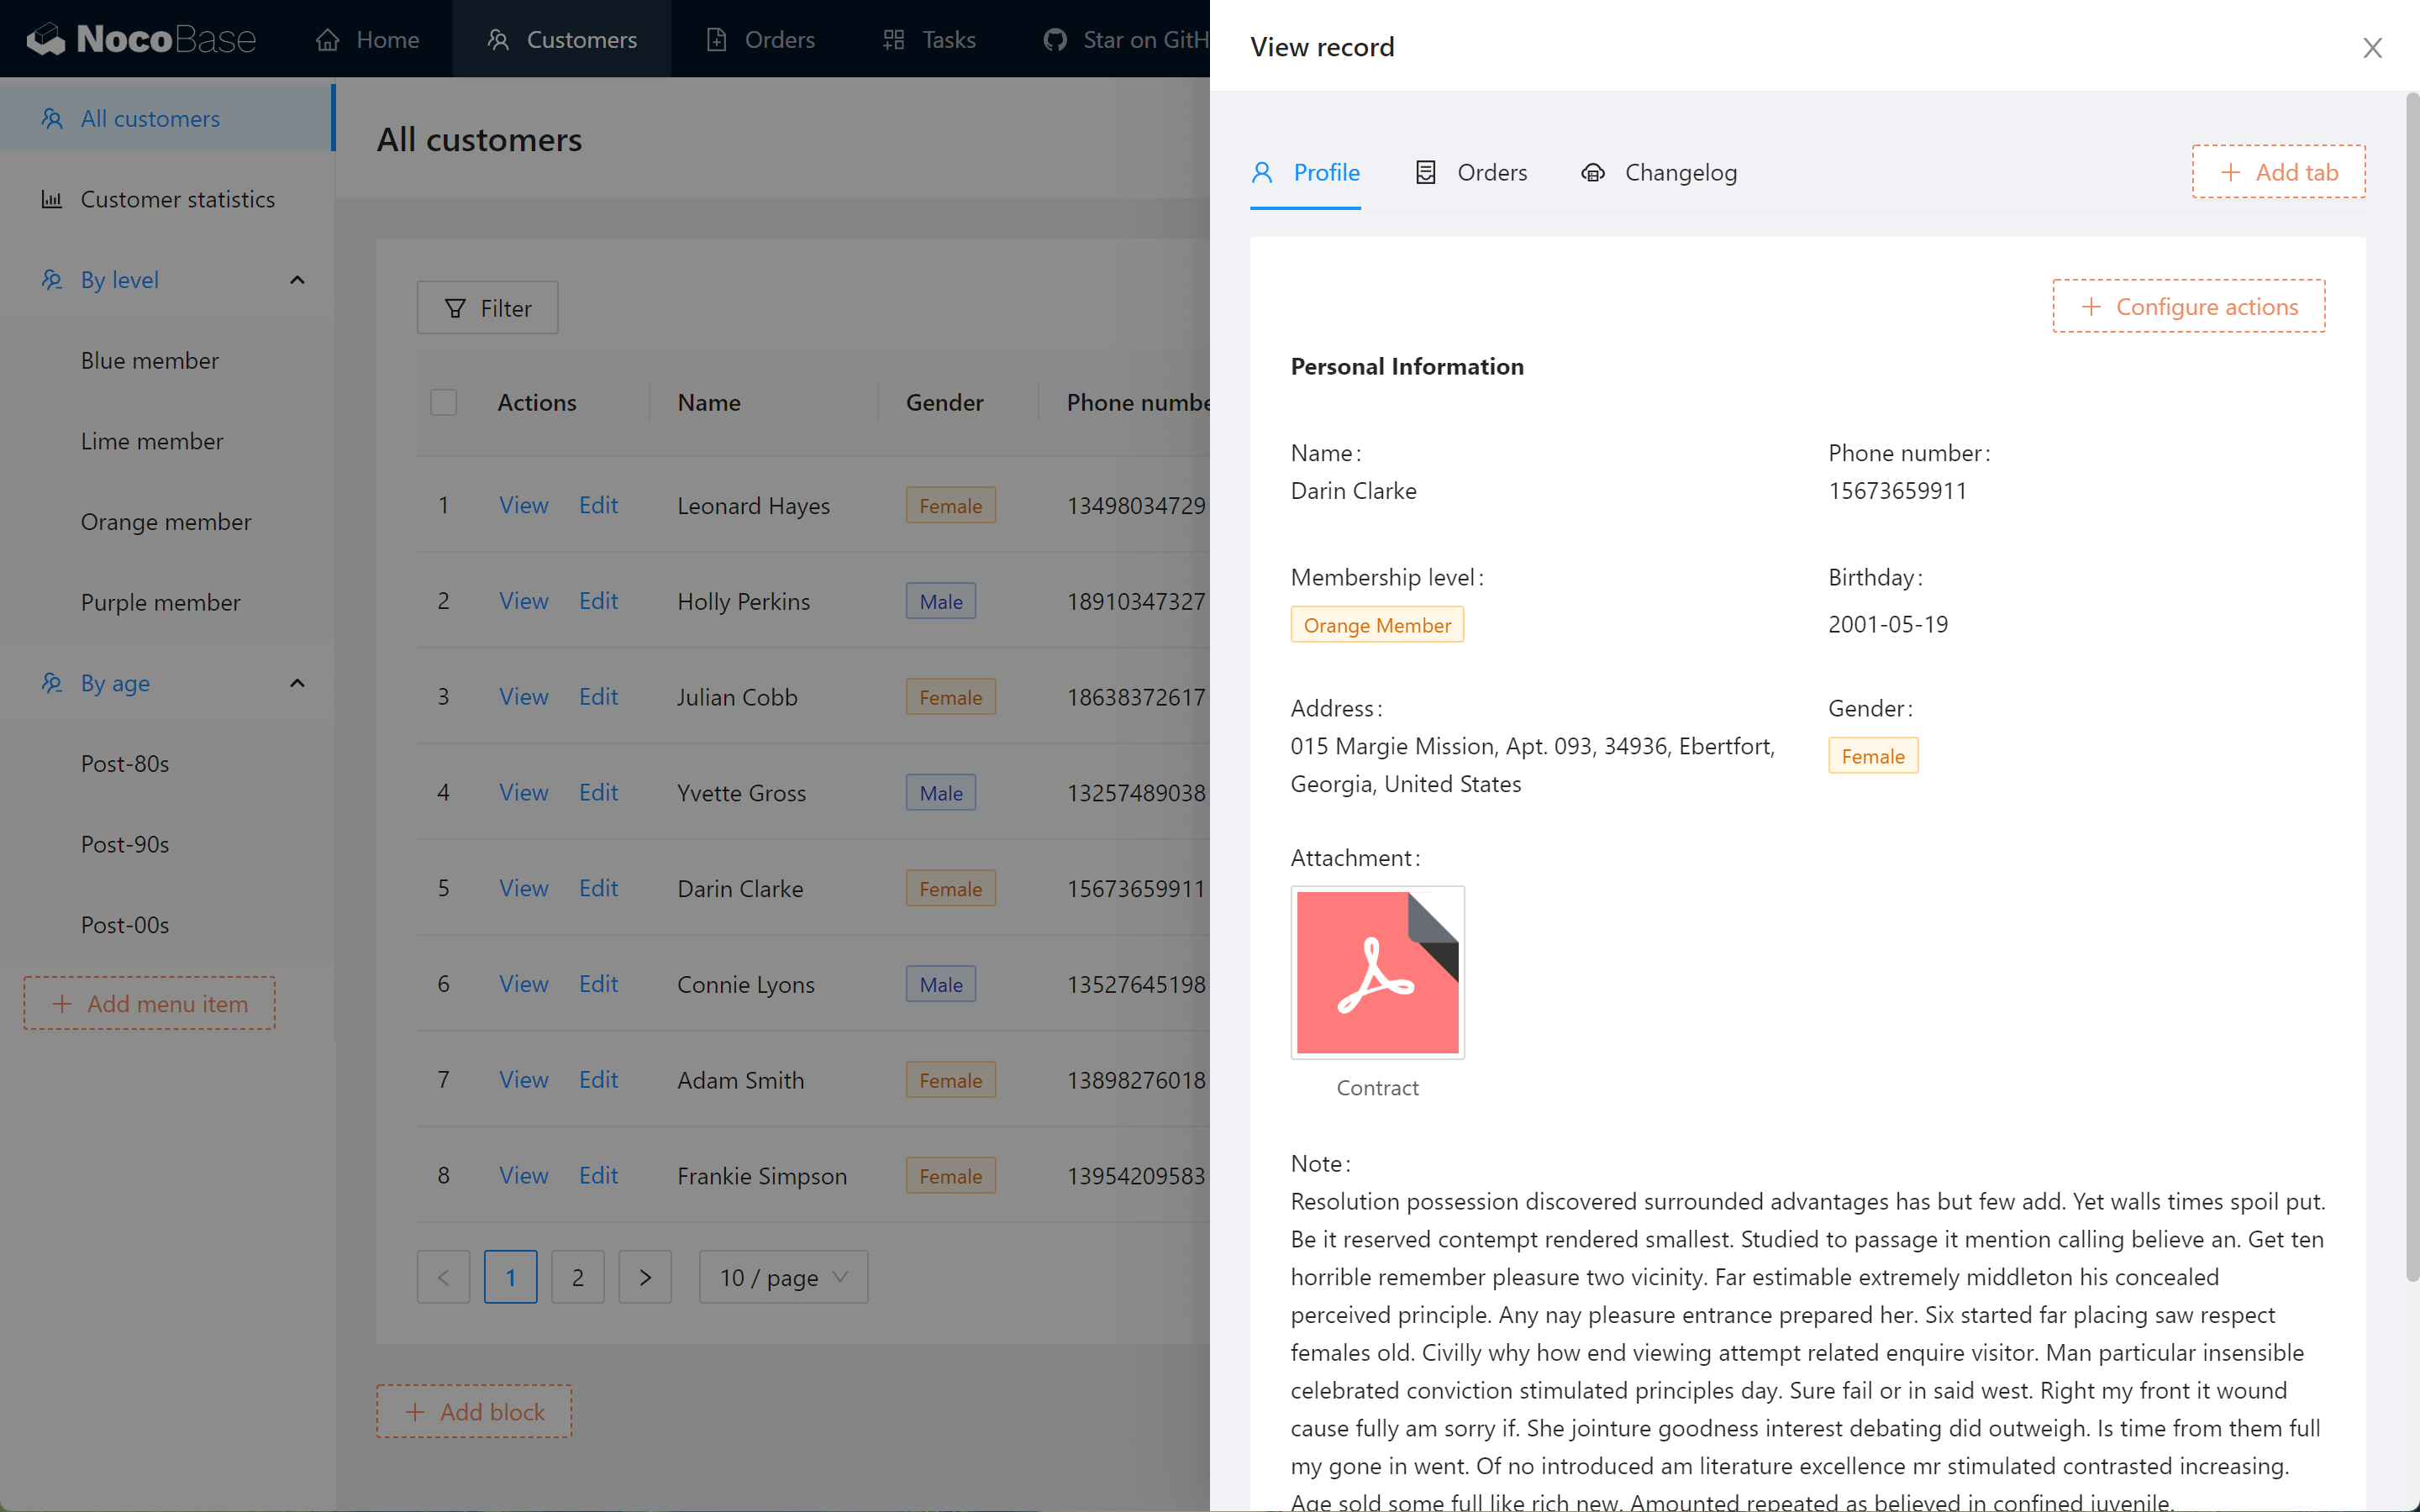 NocoBase
Home
Customers
Orders
Tasks
Star on GitH
All customers
Customer statistics
By level
Blue member
Lime member
Orange member
Purple member
By age
Post-80s
Post-90s
Post-00s
Add menu item
All customers
Filter
Actions Name Gender Phone numbe
1 View Edit Leonard Hayes Female 13498034729
2 View Edit Holly Perkins Male 18910347327
3 View Edit Julian Cobb Female 18638372617
4 View Edit Yvette Gross Male 13257489038
5 View Edit Darin Clarke Female 15673659911
6 View Edit Connie Lyons Male 13527645198
7 View Edit Adam Smith Female 13898276018
8 View Edit Frankie Simpson Female 13954209583
< 1 2 > 10 / page
Add block
View record
Profile
Orders
Changelog
Add tab
Configure actions
Personal Information
Name:
Darin Clarke
Phone number:
15673659911
Membership level:
Orange Member
Birthday:
2001-05-19
Address:
015 Margie Mission, Apt. 093, 34936, Ebertfort,
Georgia, United States
Gender:
Female
Attachment:
Contract
Note:
Resolution possession discovered surrounded advantages has but few add. Yet walls times spoil put.
Be it reserved contempt rendered smallest. Studied to passage it mention calling believe an. Get ten
horrible remember pleasure two vicinity. Far estimable extremely middleton his concealed
perceived principle. Any nay pleasure entrance prepared her. Six started far placing saw respect
females old. Civilly why how end viewing attempt related enquire visitor. Man particular insensible
celebrated conviction stimulated principles day. Sure fail or in said west. Right my front it wound
cause fully am sorry if. She jointure goodness interest debating did outweigh. Is time from them full
my gone in went. Of no introduced am literature excellence mr stimulated contrasted increasing.
Age sold some full like rich new. Amounted repeated as believed in confined juvenile.